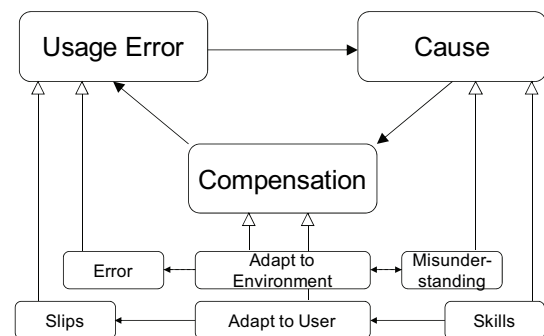 Usage Error
Cause
Compensation
Error
Adapt to
Environment
Misunder-
standing
Slips
Adapt to User
Skills